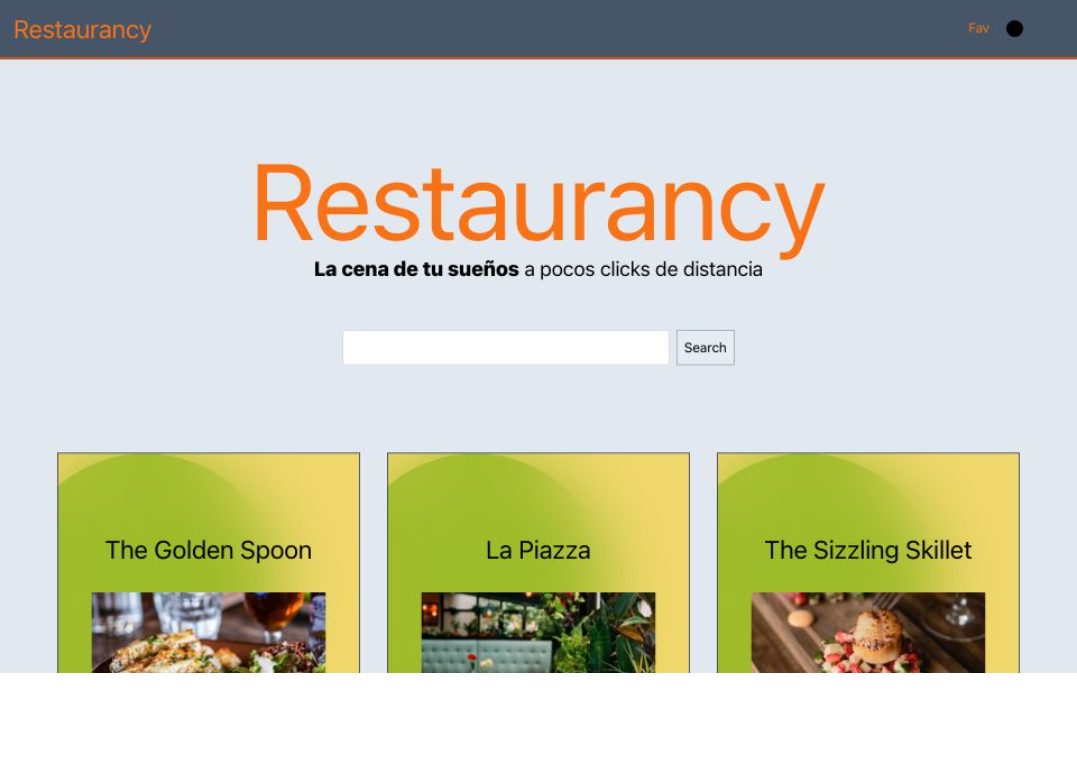 Restaurancy
Fav
Restaurancy
La cena de tu sueños a pocos clicks de distancia
Search
The Golden Spoon
La Piazza
The Sizzling Skillet